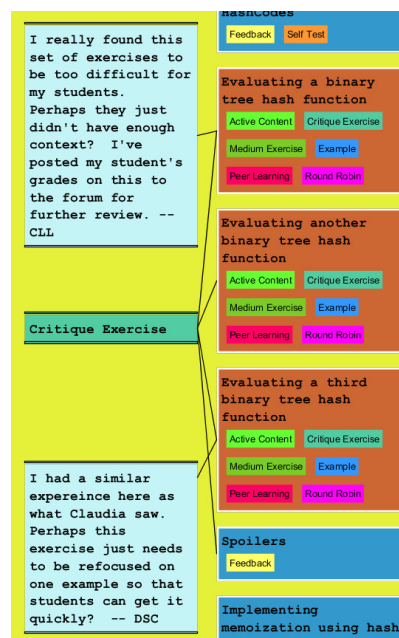 I really found this
set of exercises to
be too difficult for
my students.
Perhaps they just
didn't have enough
context?  I've
posted my student's
grades on this to
the forum for
further review. --
CLL
Critique Exercise
I had a similar
expereince here as
what Claudia saw.
Perhaps this
exercise just needs
to be refocused on
one example so that
students can get it
quickly?  -- DSC
HashCodes
Feedback Self Test
Evaluating a binary
tree hash function
Active Content Critique Exercise
Medium Exercise Example
Peer Learning Round Robin
Evaluating another
binary tree hash
function
Active Content Critique Exercise
Medium Exercise Example
Peer Learning Round Robin
Evaluating a third
binary tree hash
function
Active Content Critique Exercise
Medium Exercise Example
Peer Learning Round Robin
Spoilers
Feedback
Implementing
memoization using hash